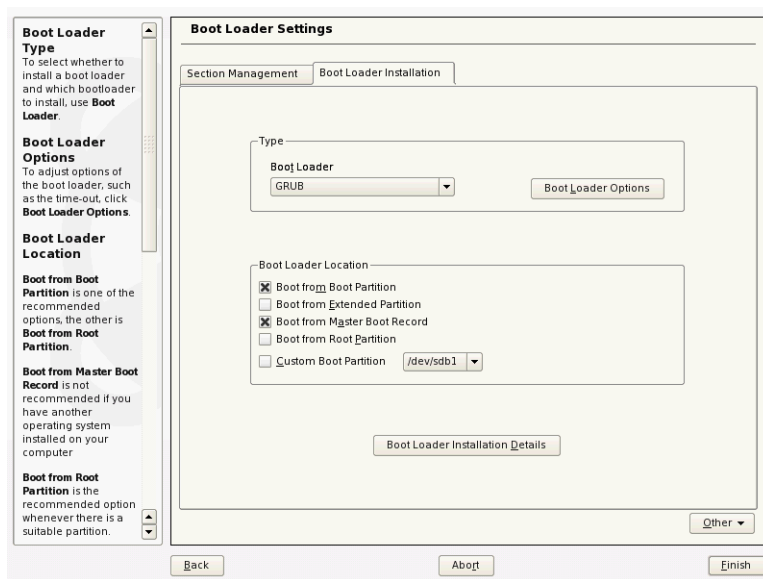 Boot Loader
Type
To select whether to
install a boot loader
and which bootloader
to install, use Boot
Loader.
Boot Loader
Options
To adjust options of
the boot loader, such
as the time-out, click
Boot Loader Options.
Boot Loader
Location
Boot from Boot
Partition is one of the
recommended
options, the other is
Boot from Root
Partition.
Boot from Master Boot
Record is not
recommended if you
have another
operating system
installed on your
computer
Boot from Root
Partition is the
recommended option
whenever there is a
suitable partition.
Boot Loader Settings
Section Management
Boot Loader Installation
Type
Boot Loader
GRUB
Boot Loader Options
Boot Loader Location
Boot from Boot Partition
Boot from Extended Partition
Boot from Master Boot Record
Boot from Root Partition
Custom Boot Partition /dev/sdb1
Boot Loader Installation Details
Other
Back
Abort
Finish